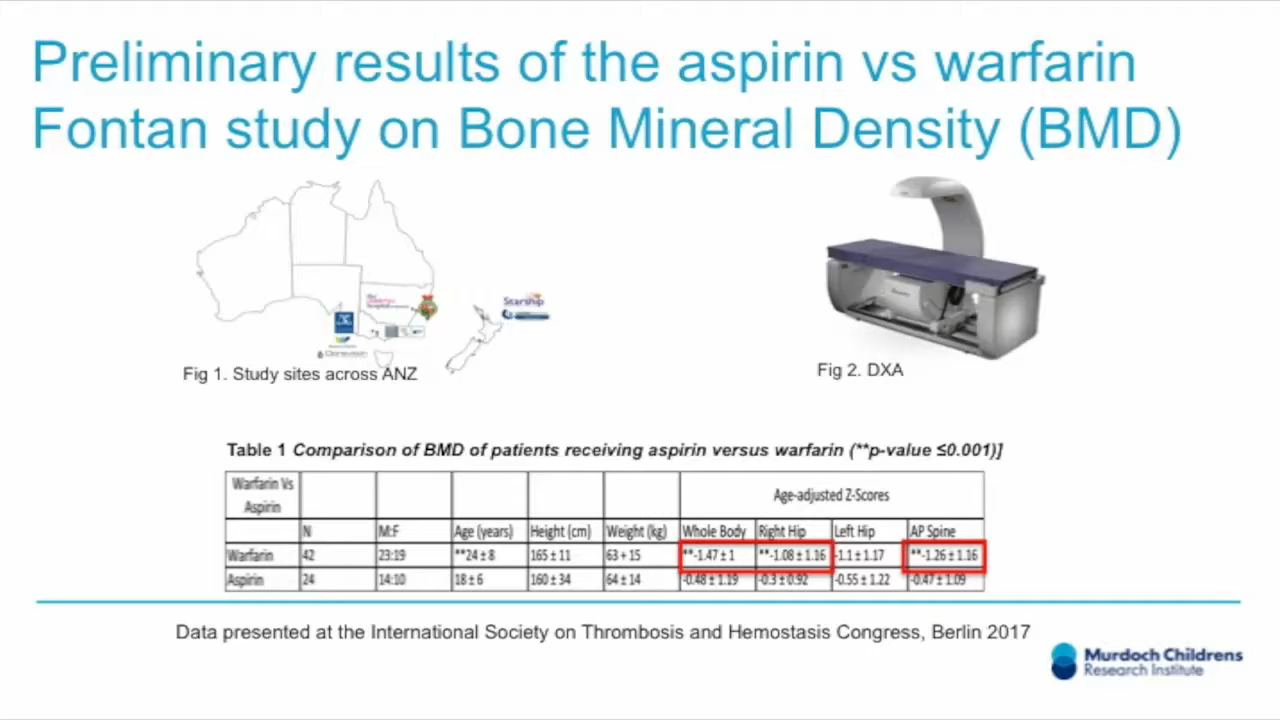 Preliminary results of the aspirin vs warfarin
Fontan study on Bone Mineral Density (BMD)
Starship
Fig 1. Study sites across ANZ
Fig 2. DXA
Table 1 Comparison of BMD of patients receiving aspirin versus warfarin (**p-value ≤0.001)]
Warfarin Vs
Aspirin
Age-adjusted Z-Scores
N M:F Age (years) Height (cm) Weight (kg) Whole Body Right Hip Left Hip AP Spine
Warfarin 42 23:19 **24 ± 8 165 ± 11 63 + 15 **-1.47 ± 1 **-1.08 ± 1.16 -1.1 ± 1.17 **-1.26 ± 1.16
Aspirin 24 14:10 18 ± 6 160 ± 34 64 ± 14 -0.48 ± 1.19 -0.3 ± 0.92 -0.55 ± 1.22 -0.47 ± 1.09
Data presented at the International Society on Thrombosis and Hemostasis Congress, Berlin 2017
Murdoch Childrens
Research Institute